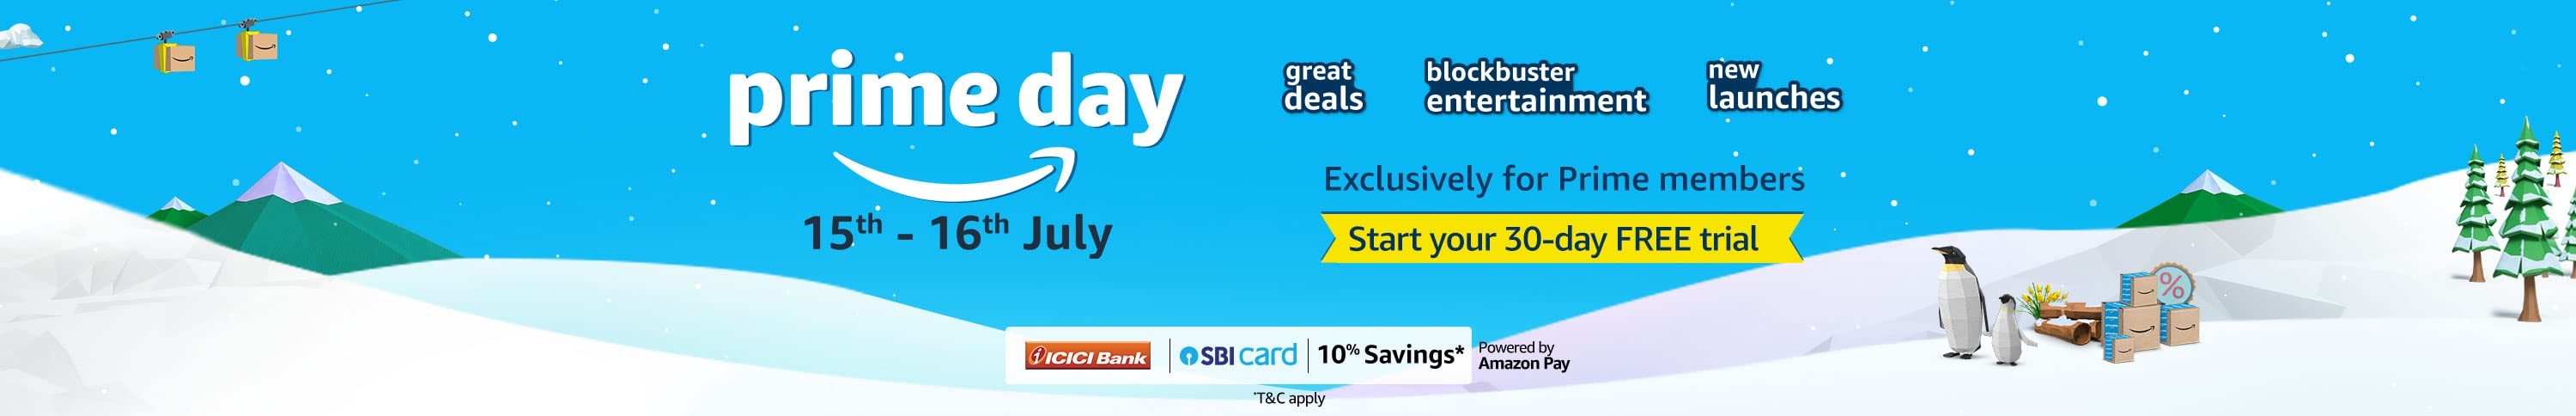 prime day
15th - 16th July
great
deals
blockbuster
entertainment
new
launches
Exclusively for Prime members
Start your 30-day FREE trial
%
ICICI Bank
SBI card
10% Savings*
Powered by
Amazon Pay
*T&C apply